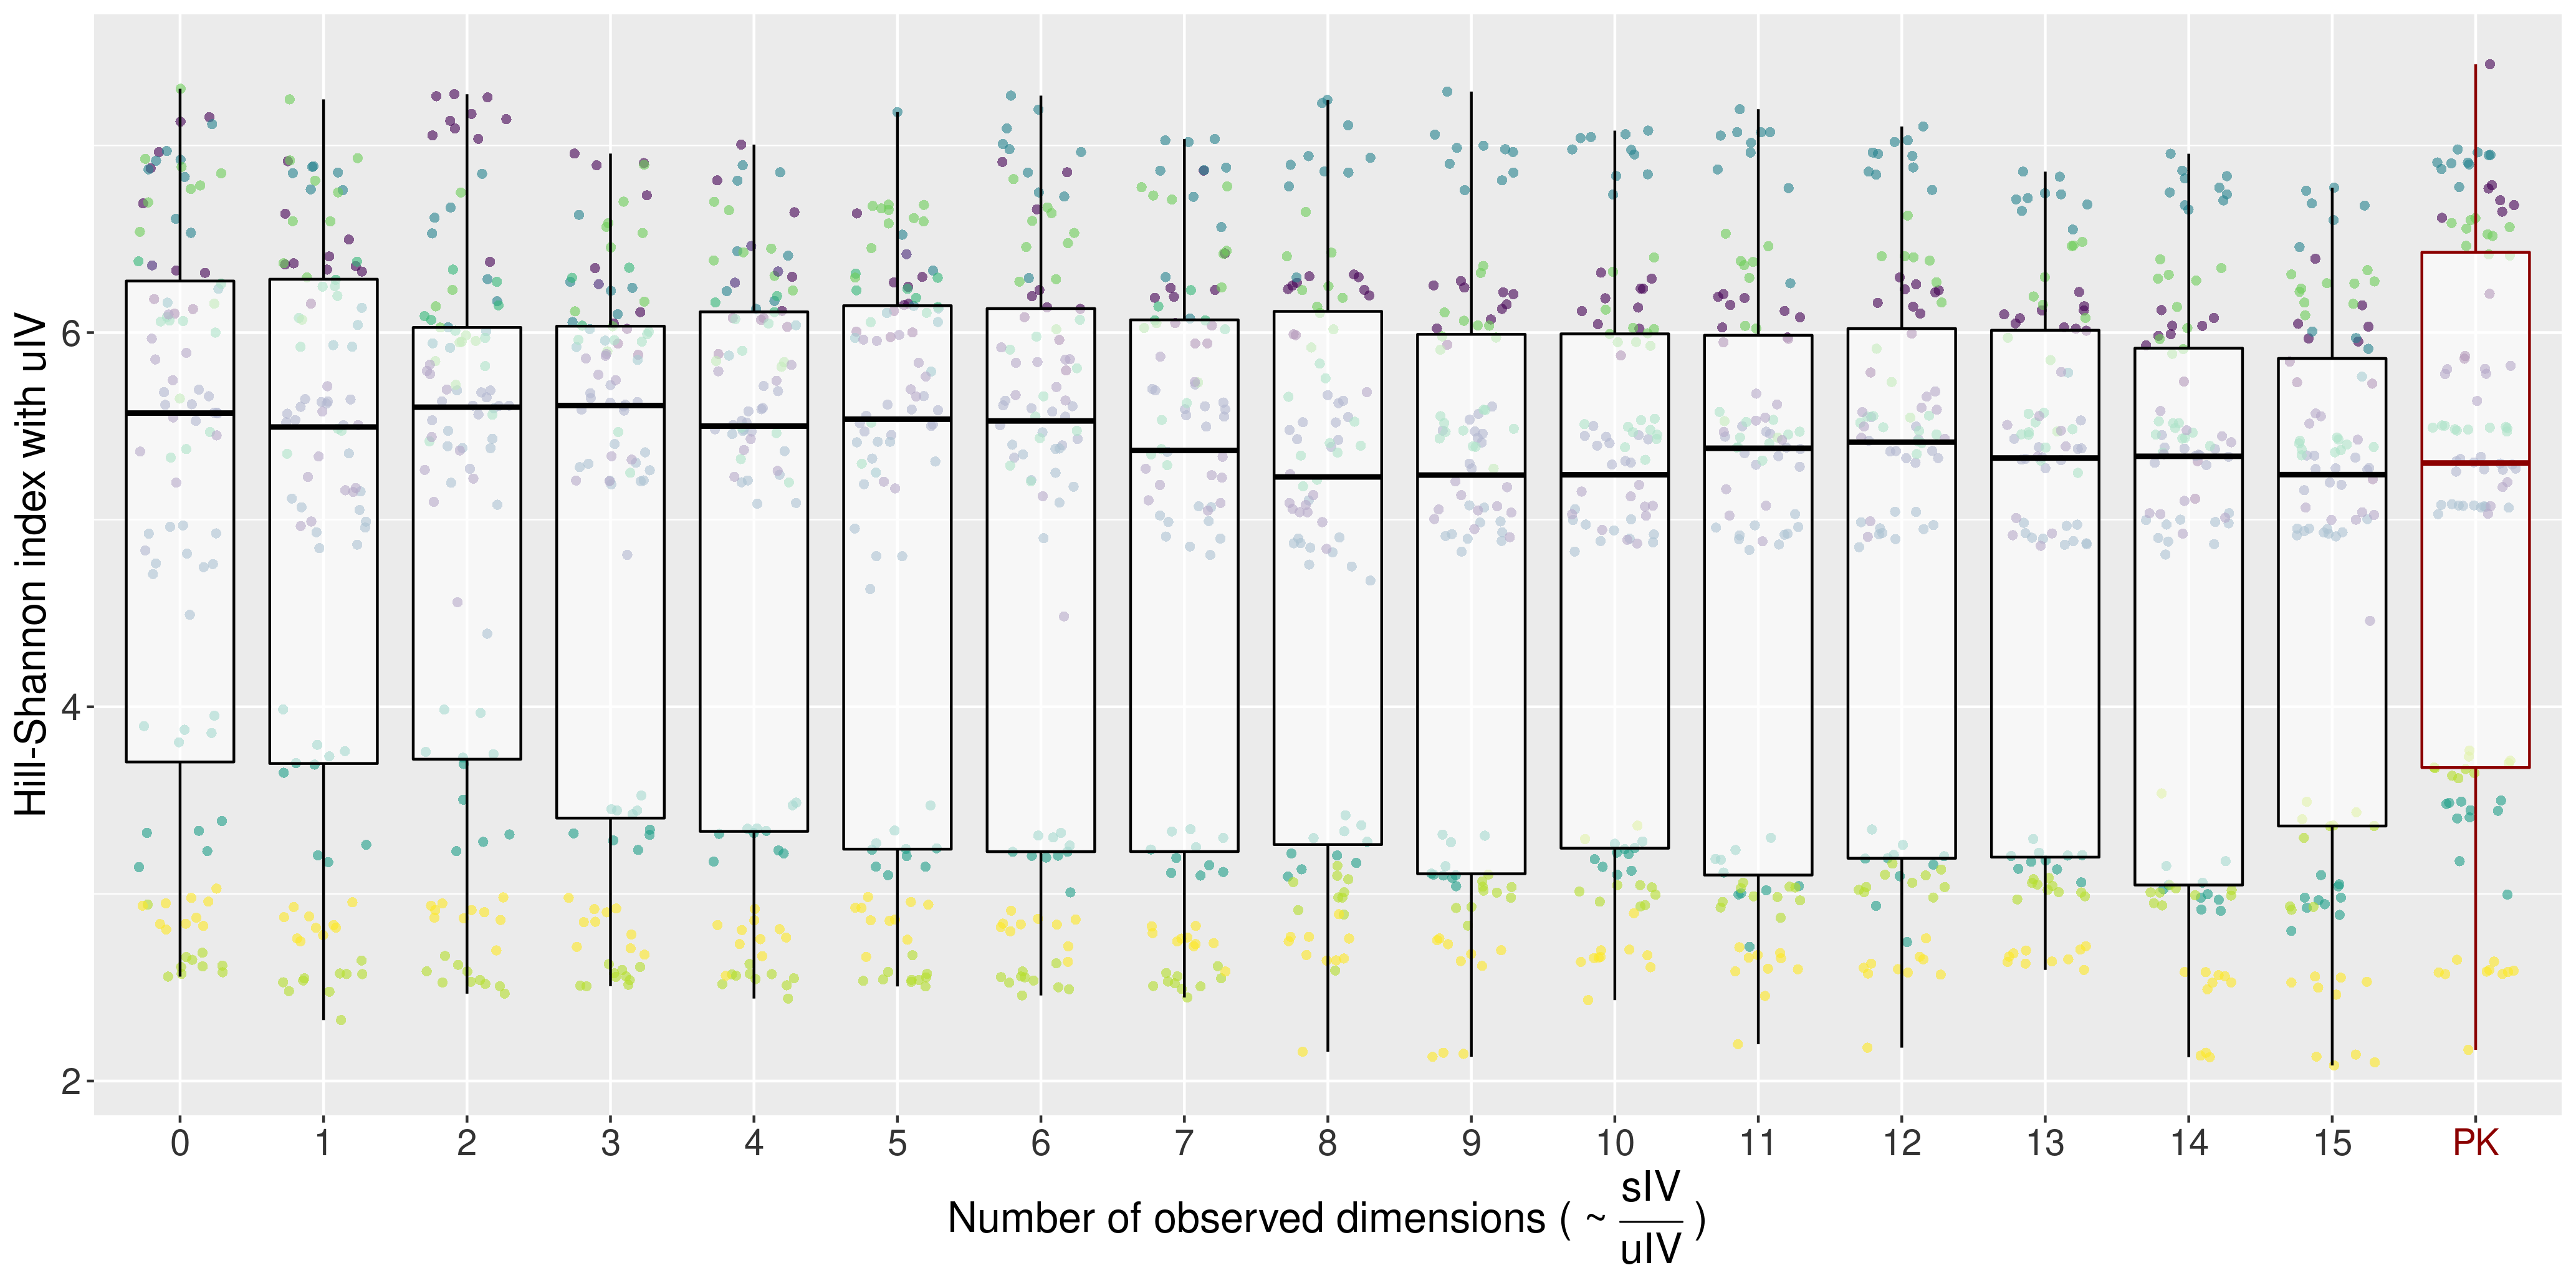 Hill-Shannon index with uIV
6
4
2
0 1 2 3 4 5 6 7 8 9 10 11 12 13 14 15 PK
Number of observed dimensions ( ~ sIV/uIV )